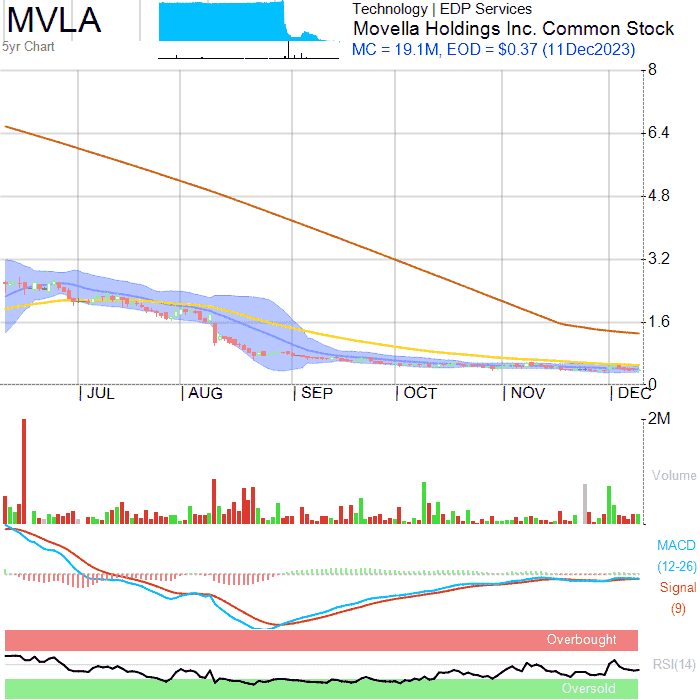 MVLA
5yr Chart
Technology | EDP Services
Movella Holdings Inc. Common Stock
MC = 19.1M, EOD = $0.37 (11Dec2023)
8
6.4
4.8
3.2
1.6
0
JUL
AUG
SEP
OCT
NOV
DEC
2M
Volume
MACD
(12-26)
Signal
(9)
Overbought
RSI(14)
Oversold